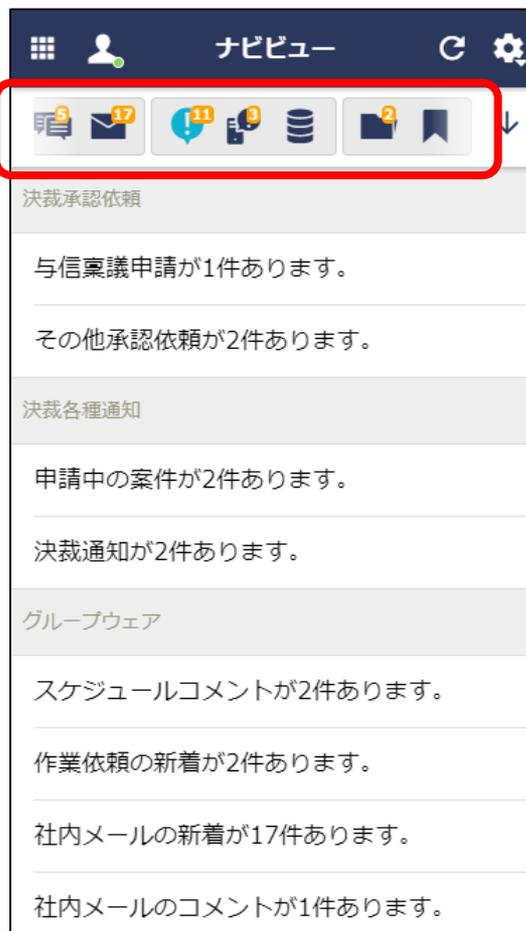 ナビビュー
5 17 11 3 2
決裁承認依頼
与信稟議申請が1件あります。
その他承認依頼が2件あります。
決裁各種通知
申請中の案件が2件あります。
決裁通知が2件あります。
グループウェア
スケジュールコメントが2件あります。
作業依頼の新着が2件あります。
社内メールの新着が17件あります。
社内メールのコメントが1件あります。